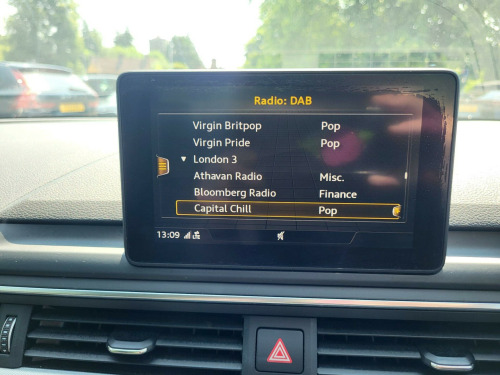 Radio: DAB
Virgin Britpop Pop
Virgin Pride Pop
London 3
Athavan Radio Misc.
Bloomberg Radio Finance
Capital Chill Pop
13:09